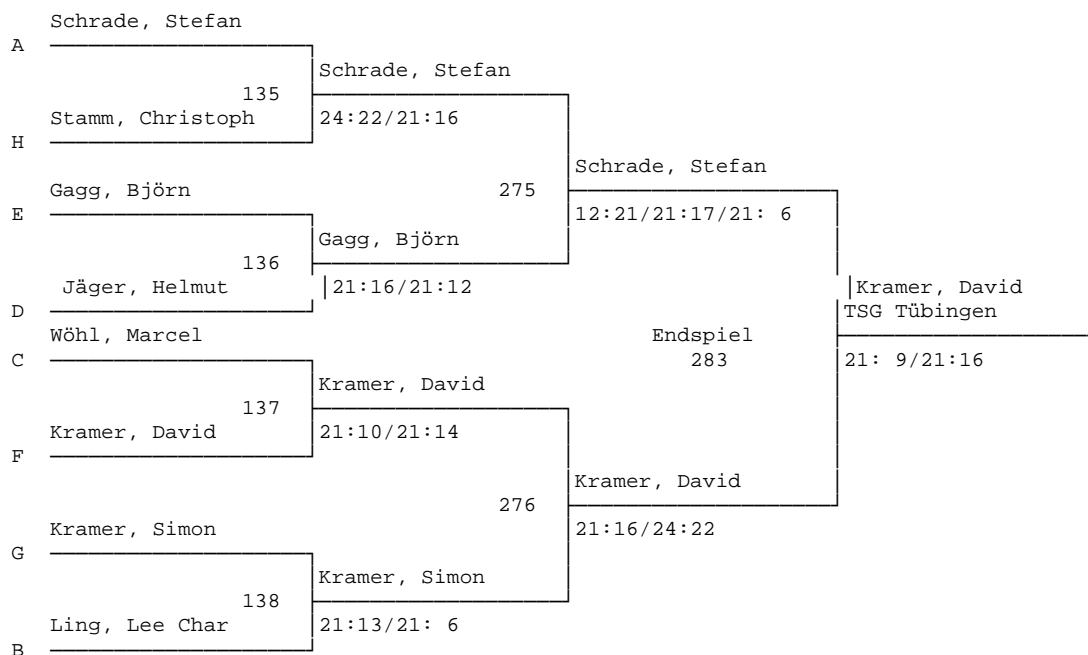 Schrade, Stefan
A
Schrade, Stefan
135
Stamm, Christoph 24:22/21:16
H
Schrade, Stefan
Gagg, Björn 275
E 12:21/21:17/21: 6
Gagg, Björn
136
Jäger, Helmut 21:16/21:12 Kramer, David
D TSG Tübingen
Wöhl, Marcel Endspiel
C 283 21: 9/21:16
Kramer, David
137
Kramer, David 21:10/21:14
F
Kramer, David
276
Kramer, Simon 21:16/24:22
G
Kramer, Simon
138
Ling, Lee Char 21:13/21: 6
B